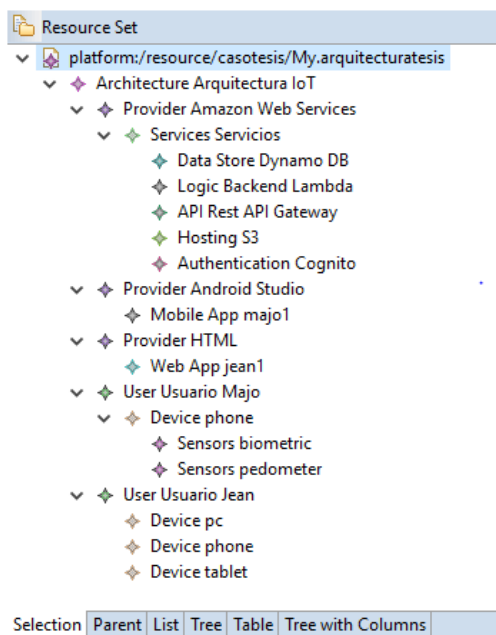 Resource Set
platform:/resource/casotesis/My.arquitecturatesis
Architecture Arquitectura IoT
Provider Amazon Web Services
Services Servicios
Data Store Dynamo DB
Logic Backend Lambda
API Rest API Gateway
Hosting S3
Authentication Cognito
Provider Android Studio
Mobile App majo1
Provider HTML
Web App jean1
User Usuario Majo
Device phone
Sensors biometric
Sensors pedometer
User Usuario Jean
Device pc
Device phone
Device tablet
Selection Parent List Tree Table Tree with Columns